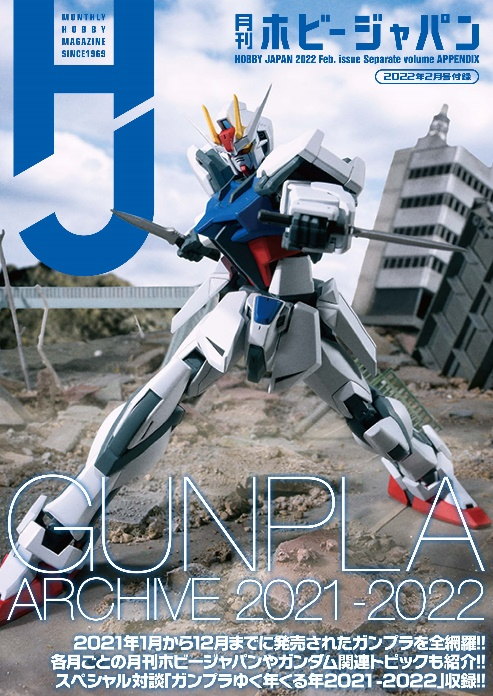 HJ
MONTHLY
HOBBY
MAGAZINE
SINCE1969
月刊ホビージャパン
HOBBY JAPAN 2022 Feb. issue Separate volume APPENDIX
2022年2月号付録
GUNPLA
ARCHIVE 2021-2022
2021年1月から12月までに発売されたガンプラを全網羅!!
各月ごとの月刊ホビージャパンやガンダム関連トピックも紹介!!
スペシャル対談「ガンプラゆく年くる年2021-2022」収録!!